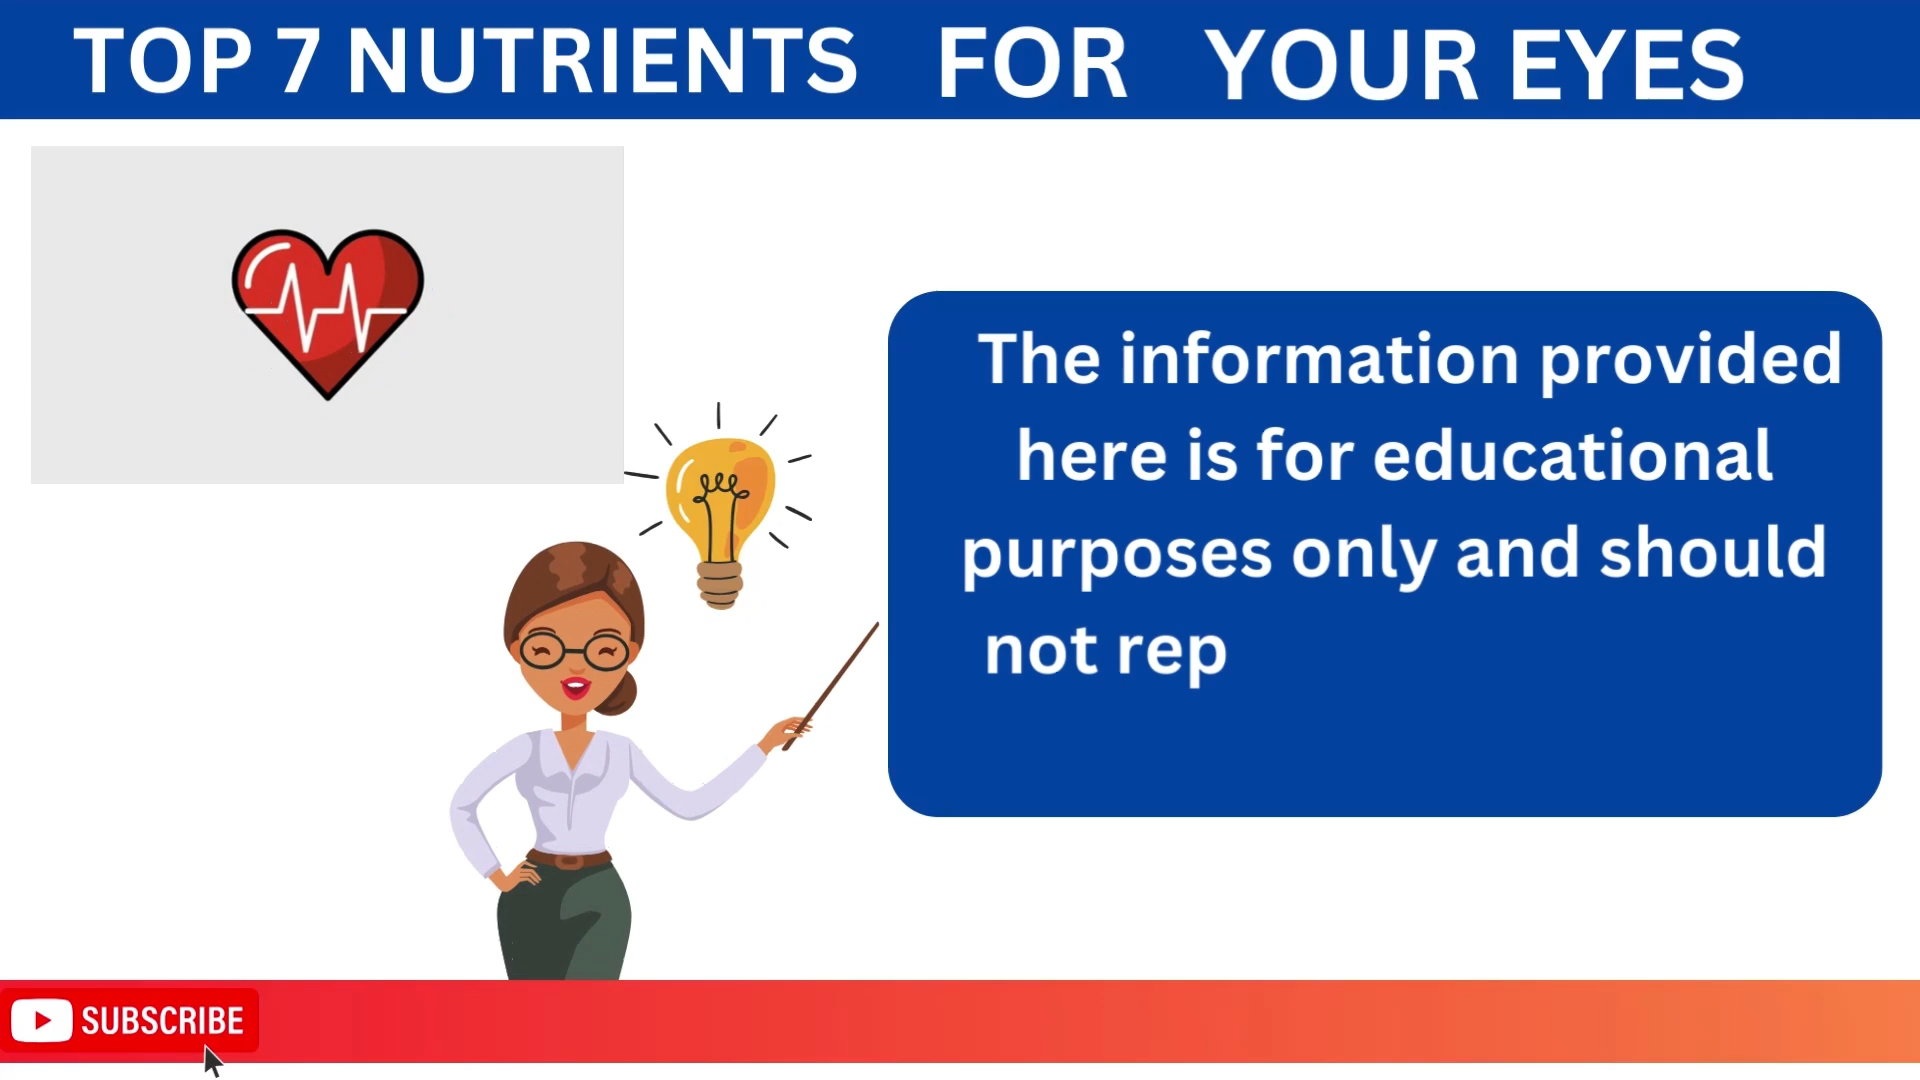 TOP 7 NUTRIENTS FOR YOUR EYES
The information provided
here is for educational
purposes only and should
not rep
SUBSCRIBE